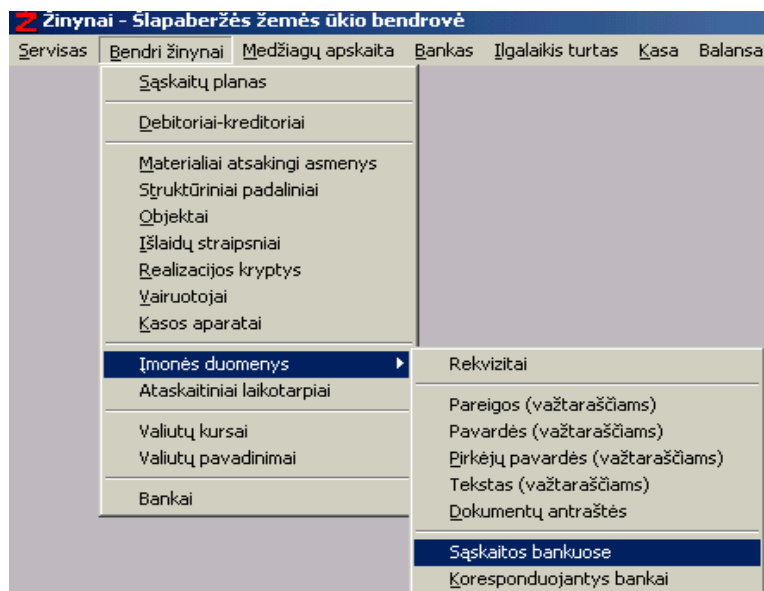 Ž Žinynai - Šlapaberžės žemės ūkio bendrovė
Servisas Bendri žinynai Medžiagų apskaita Bankas Ilgalaikis turtas Kasa Balansa
Sąskaitų planas
Debitoriai-kreditoriai
Materialiai atsakingi asmenys
Struktūriniai padaliniai
Objektai
Išlaidų straipsniai
Realizacijos kryptys
Vairuotojai
Kasos aparatai
Įmonės duomenys
Ataskaitiniai laikotarpiai
Valiutų kursai
Valiutų pavadinimai
Bankai
Rekvizitai
Pareigos (važtaraščiams)
Pavardės (važtaraščiams)
Pirkėjų pavardės (važtaraščiams)
Tekstas (važtaraščiams)
Dokumentų antraštės
Sąskaitos bankuose
Koresponduojantys bankai